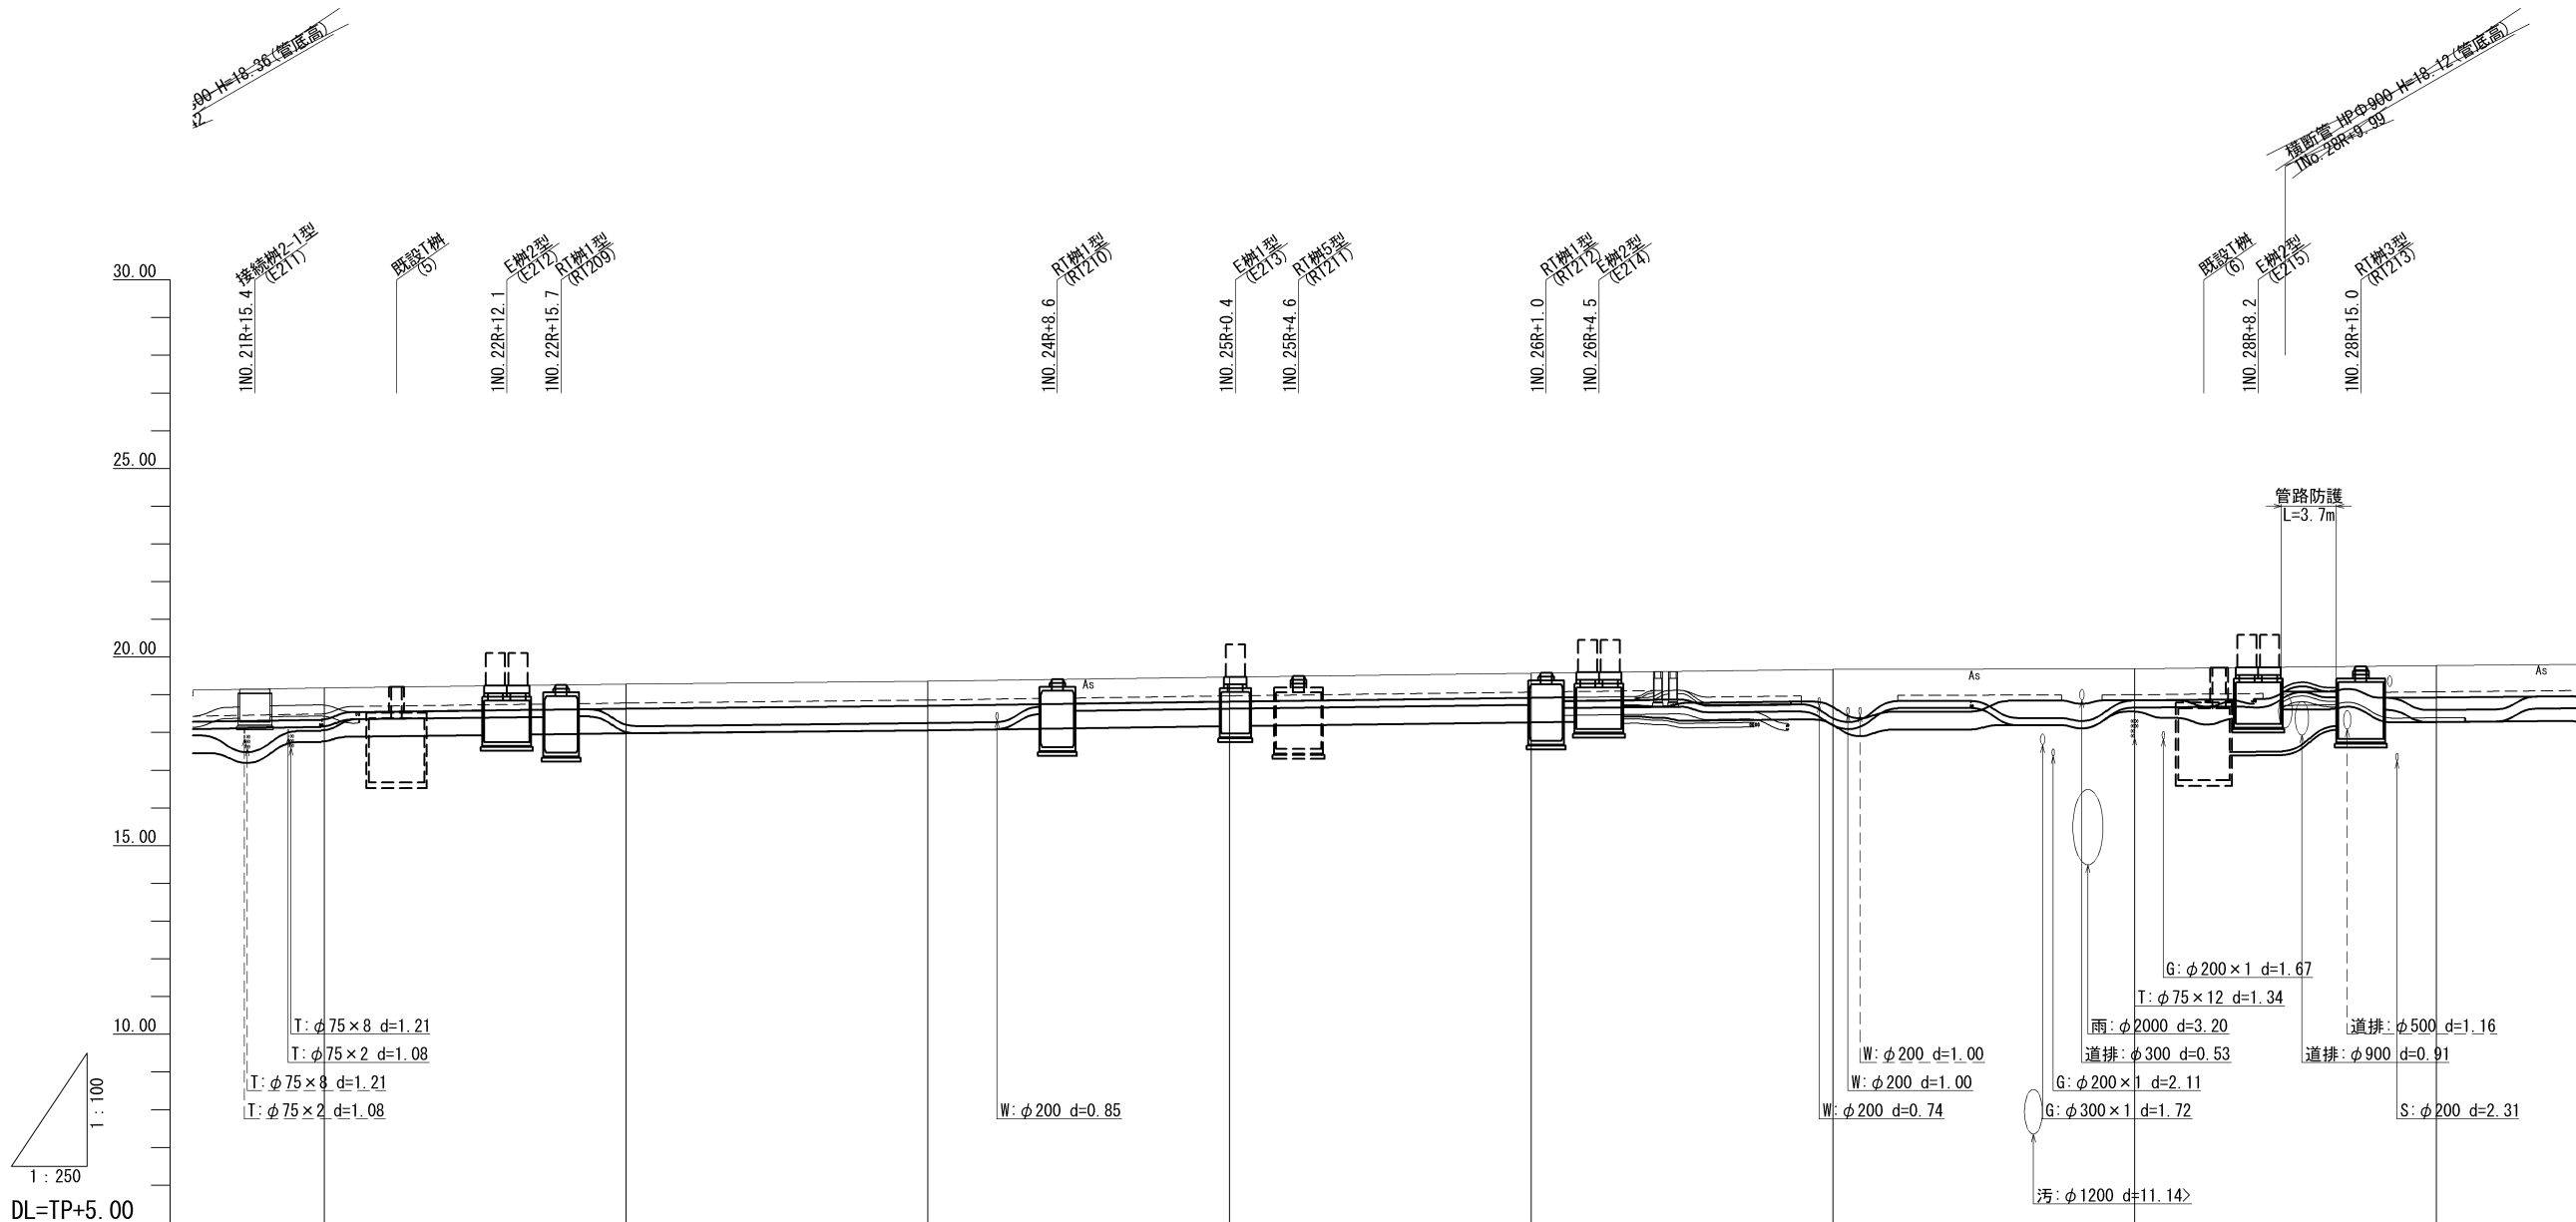 00 H=18.36(管底高)
横断管 HPΦ900 H=18.12(管底高)
1No.28R+9.99
接続桝2-1型
(E211)
1NO.21R+15.4
既設T桝
(5)
E桝2型
(E212)
1NO.22R+12.1
RT桝1型
(RT209)
1NO.22R+15.7
RT桝1型
(RT210)
1NO.24R+8.6
E桝1型
(E213)
1NO.25R+0.4
RT桝5型
(RT211)
1NO.25R+4.6
RT桝1型
(RT212)
1NO.26R+1.0
E桝2型
(E214)
1NO.26R+4.5
既設T桝
(6)
E桝2型
(E215)
1NO.28R+8.2
RT桝3型
(RT213)
1NO.28R+15.0
30.00
25.00
20.00
15.00
10.00
管路防護
L=3.7m
As
As
As
T:φ75×8 d=1.21
T:φ75×2 d=1.08
T:φ75×8 d=1.21
T:φ75×2 d=1.08
W:φ200 d=0.85
W:φ200 d=1.00
W:φ200 d=1.00
W:φ200 d=0.74
G:φ200×1 d=1.67
T:φ75×12 d=1.34
雨:φ2000 d=3.20
道排:φ300 d=0.53
G:φ200×1 d=2.11
G:φ300×1 d=1.72
汚:φ1200 d=11.14>
道排:φ500 d=1.16
道排:φ900 d=0.91
S:φ200 d=2.31
1:100
1:250
DL=TP+5.00